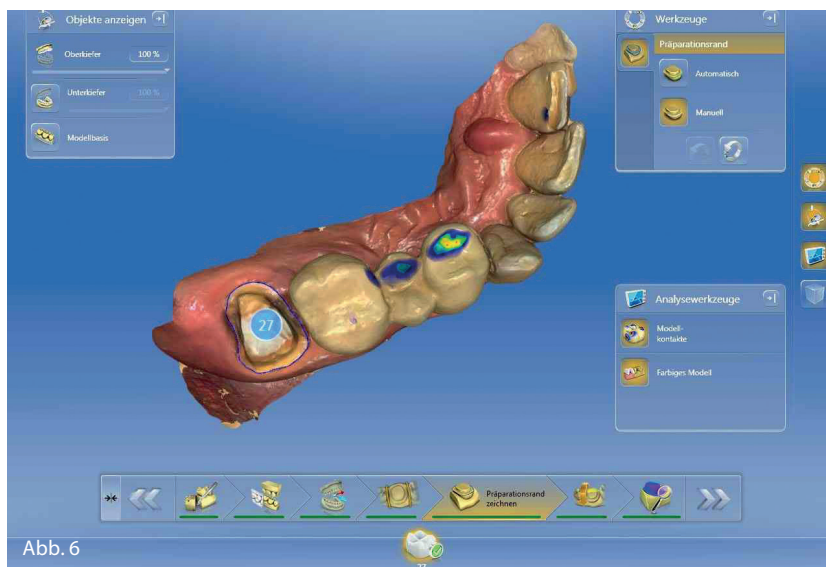 Objekte anzeigen
Oberkiefer 100 %
Unterkiefer 100 %
Modellbasis
Werkzeuge
Präparationsrand
Automatisch
Manuell
27
Analysewerkzeuge
Modell-
kontakte
Farbiges Modell
Präparationsrand
zeichnen
Abb. 6
27